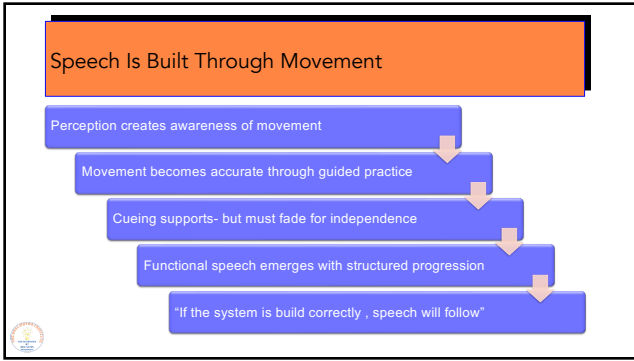 Speech Is Built Through Movement
Perception creates awareness of movement
Movement becomes accurate through guided practice
Cueing supports- but must fade for independence
Functional speech emerges with structured progression
“If the system is build correctly , speech will follow”